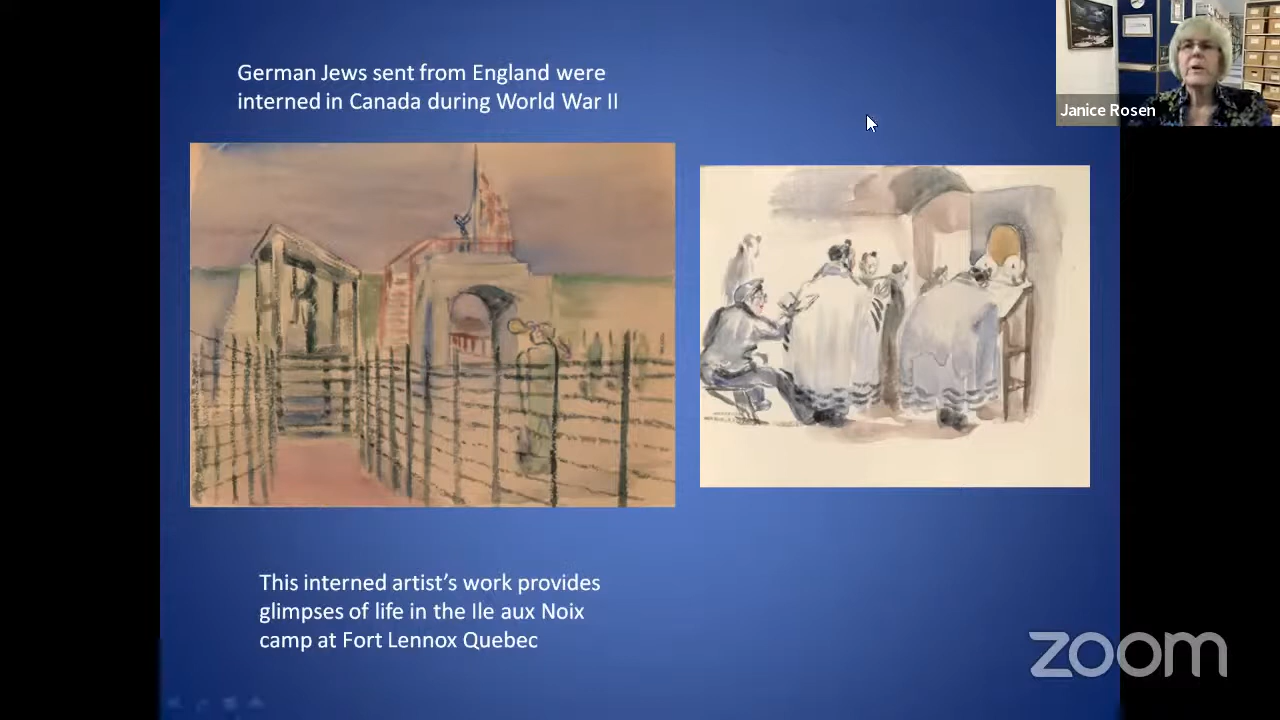 German Jews sent from England were
interned in Canada during World War II
Janice Rosen
This interned artist's work provides
glimpses of life in the Ile aux Noix
camp at Fort Lennox Quebec
zoom